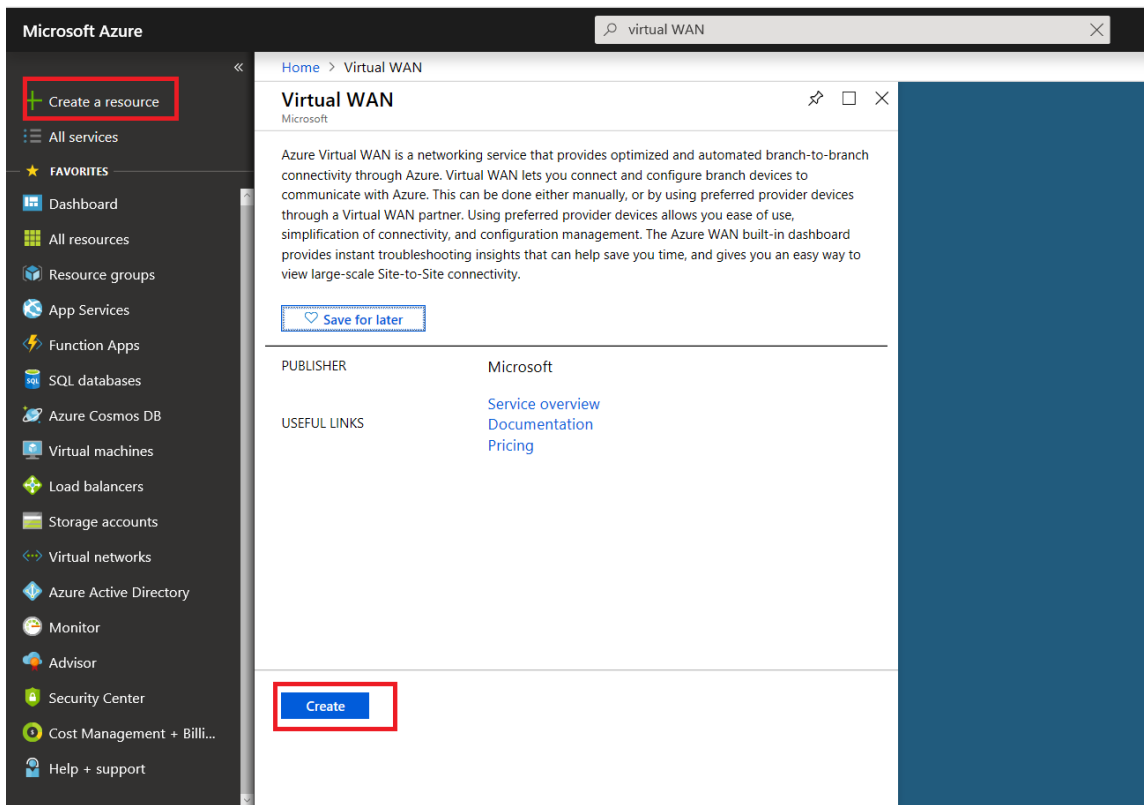 Microsoft Azure
virtual WAN
Create a resource
All services
FAVORITES
Dashboard
All resources
Resource groups
App Services
Function Apps
SQL databases
Azure Cosmos DB
Virtual machines
Load balancers
Storage accounts
Virtual networks
Azure Active Directory
Monitor
Advisor
Security Center
Cost Management + Billi...
Help + support
Home > Virtual WAN
Virtual WAN
Microsoft
Azure Virtual WAN is a networking service that provides optimized and automated branch-to-branch
connectivity through Azure. Virtual WAN lets you connect and configure branch devices to
communicate with Azure. This can be done either manually, or by using preferred provider devices
through a Virtual WAN partner. Using preferred provider devices allows you ease of use,
simplification of connectivity, and configuration management. The Azure WAN built-in dashboard
provides instant troubleshooting insights that can help save you time, and gives you an easy way to
view large-scale Site-to-Site connectivity.
Save for later
PUBLISHER Microsoft
USEFUL LINKS
Service overview
Documentation
Pricing
Create